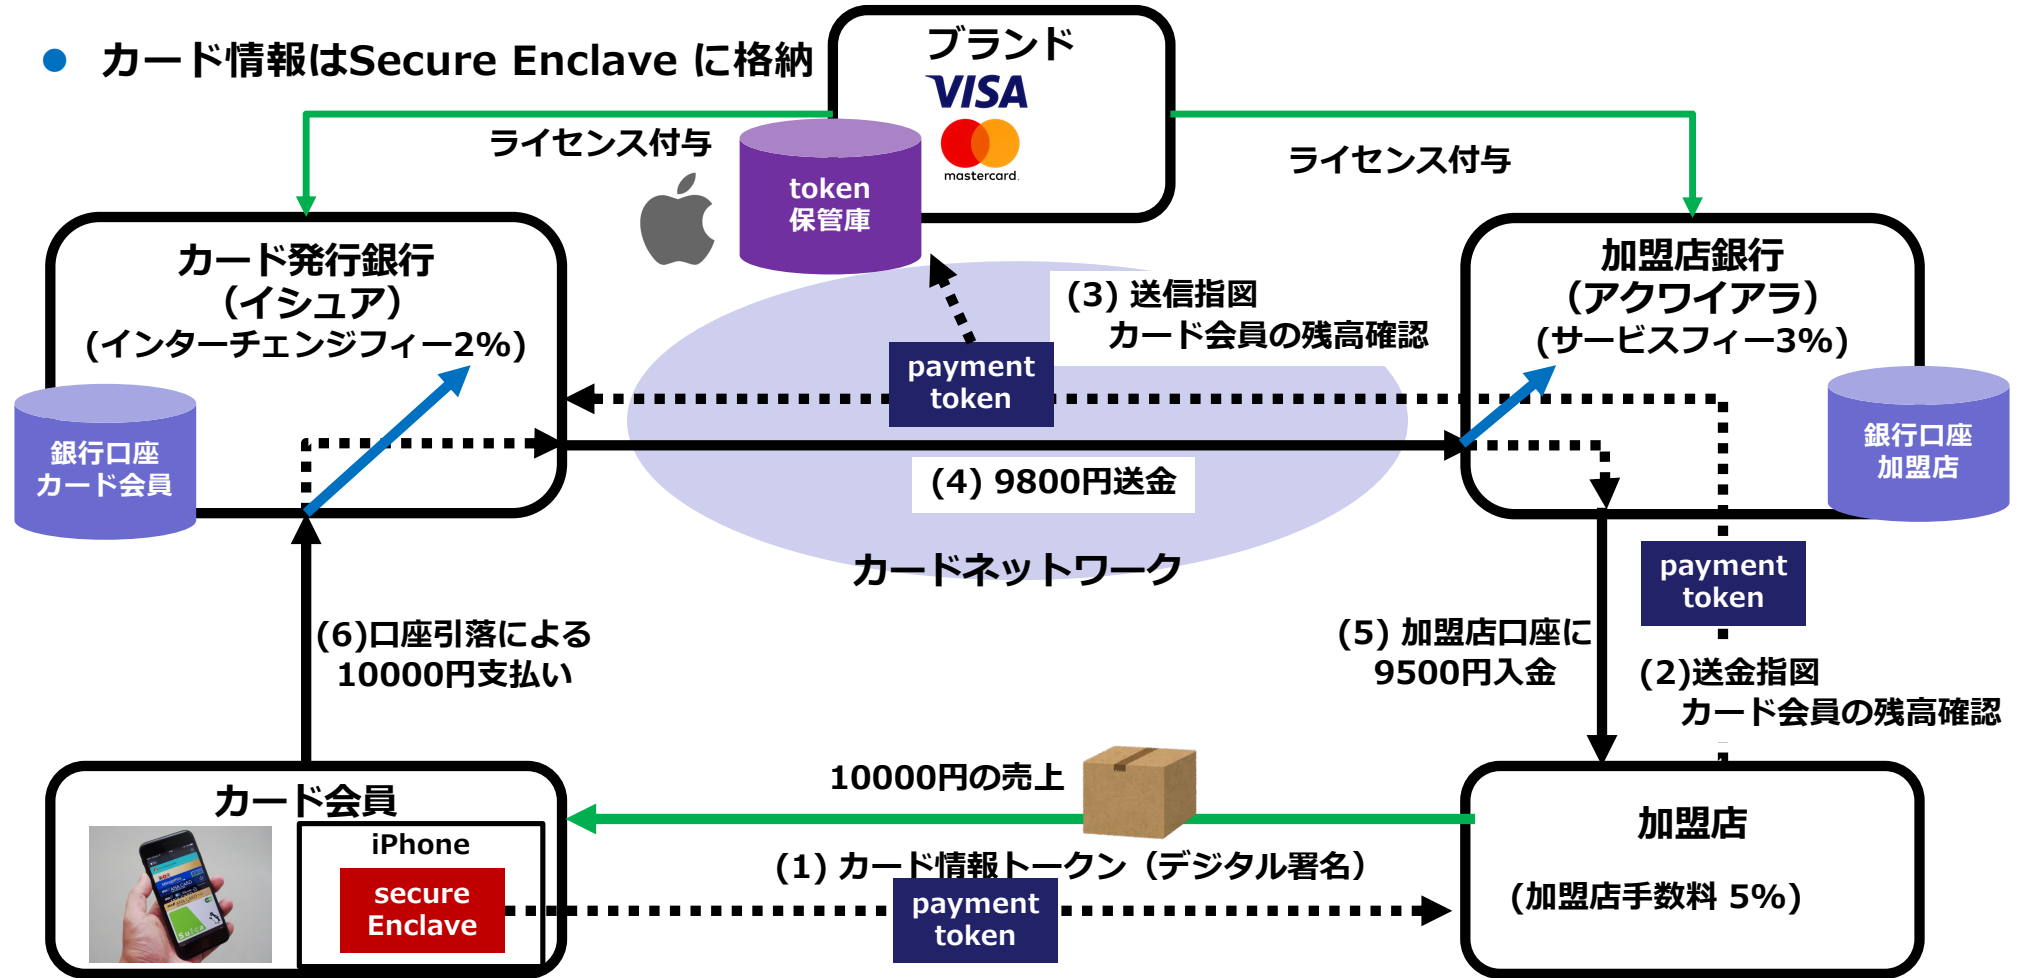 カード情報はSecure Enclave に格納
ブランド
VISA
mastercard.
token
保管庫
ライセンス付与
ライセンス付与
カード発行銀行
（イシュア）
(インターチェンジフィー2%)
銀行口座
カード会員
加盟店銀行
（アクワイアラ）
(サービスフィー3%)
銀行口座
加盟店
(3) 送信指図
カード会員の残高確認
payment
token
(4) 9800円送金
カードネットワーク
payment
token
(6)口座引落による
10000円支払い
(5) 加盟店口座に
9500円入金
(2)送金指図
カード会員の残高確認
10000円の売上
カード会員
iPhone
secure
Enclave
Suica
(1) カード情報トークン（デジタル署名）
payment
token
加盟店
(加盟店手数料 5%)